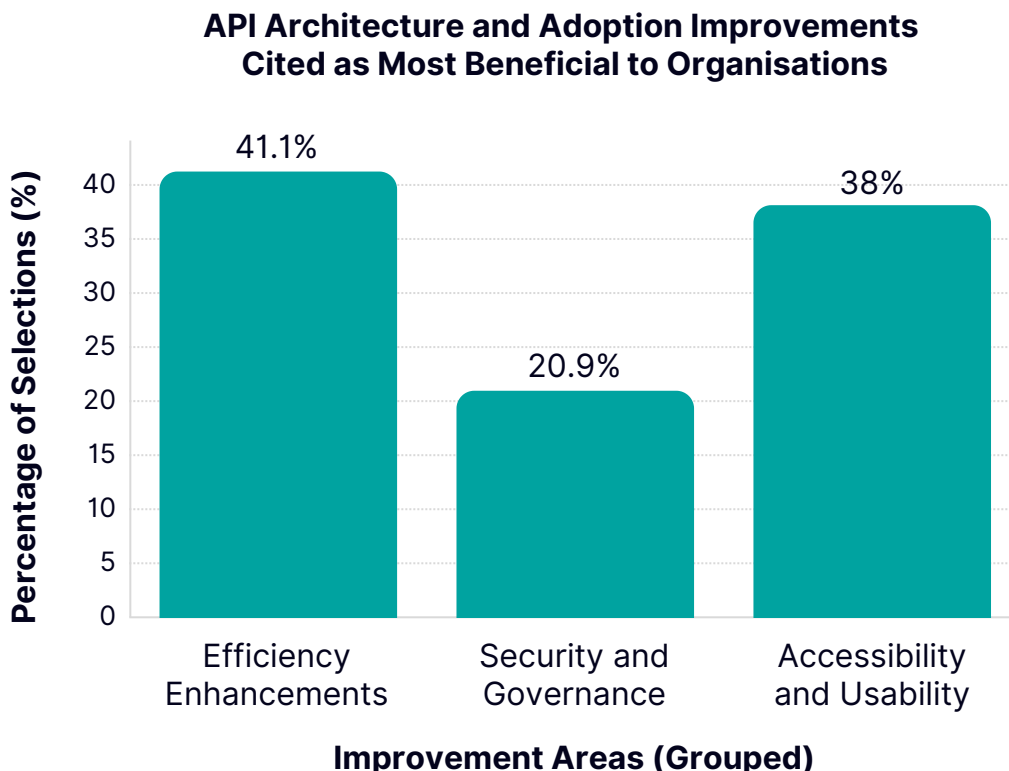 API Architecture and Adoption Improvements
Cited as Most Beneficial to Organisations
Percentage of Selections (%)
40
35
30
25
20
15
10
5
0
41.1%
20.9%
38%
Efficiency
Enhancements
Security and
Governance
Accessibility
and Usability
Improvement Areas (Grouped)